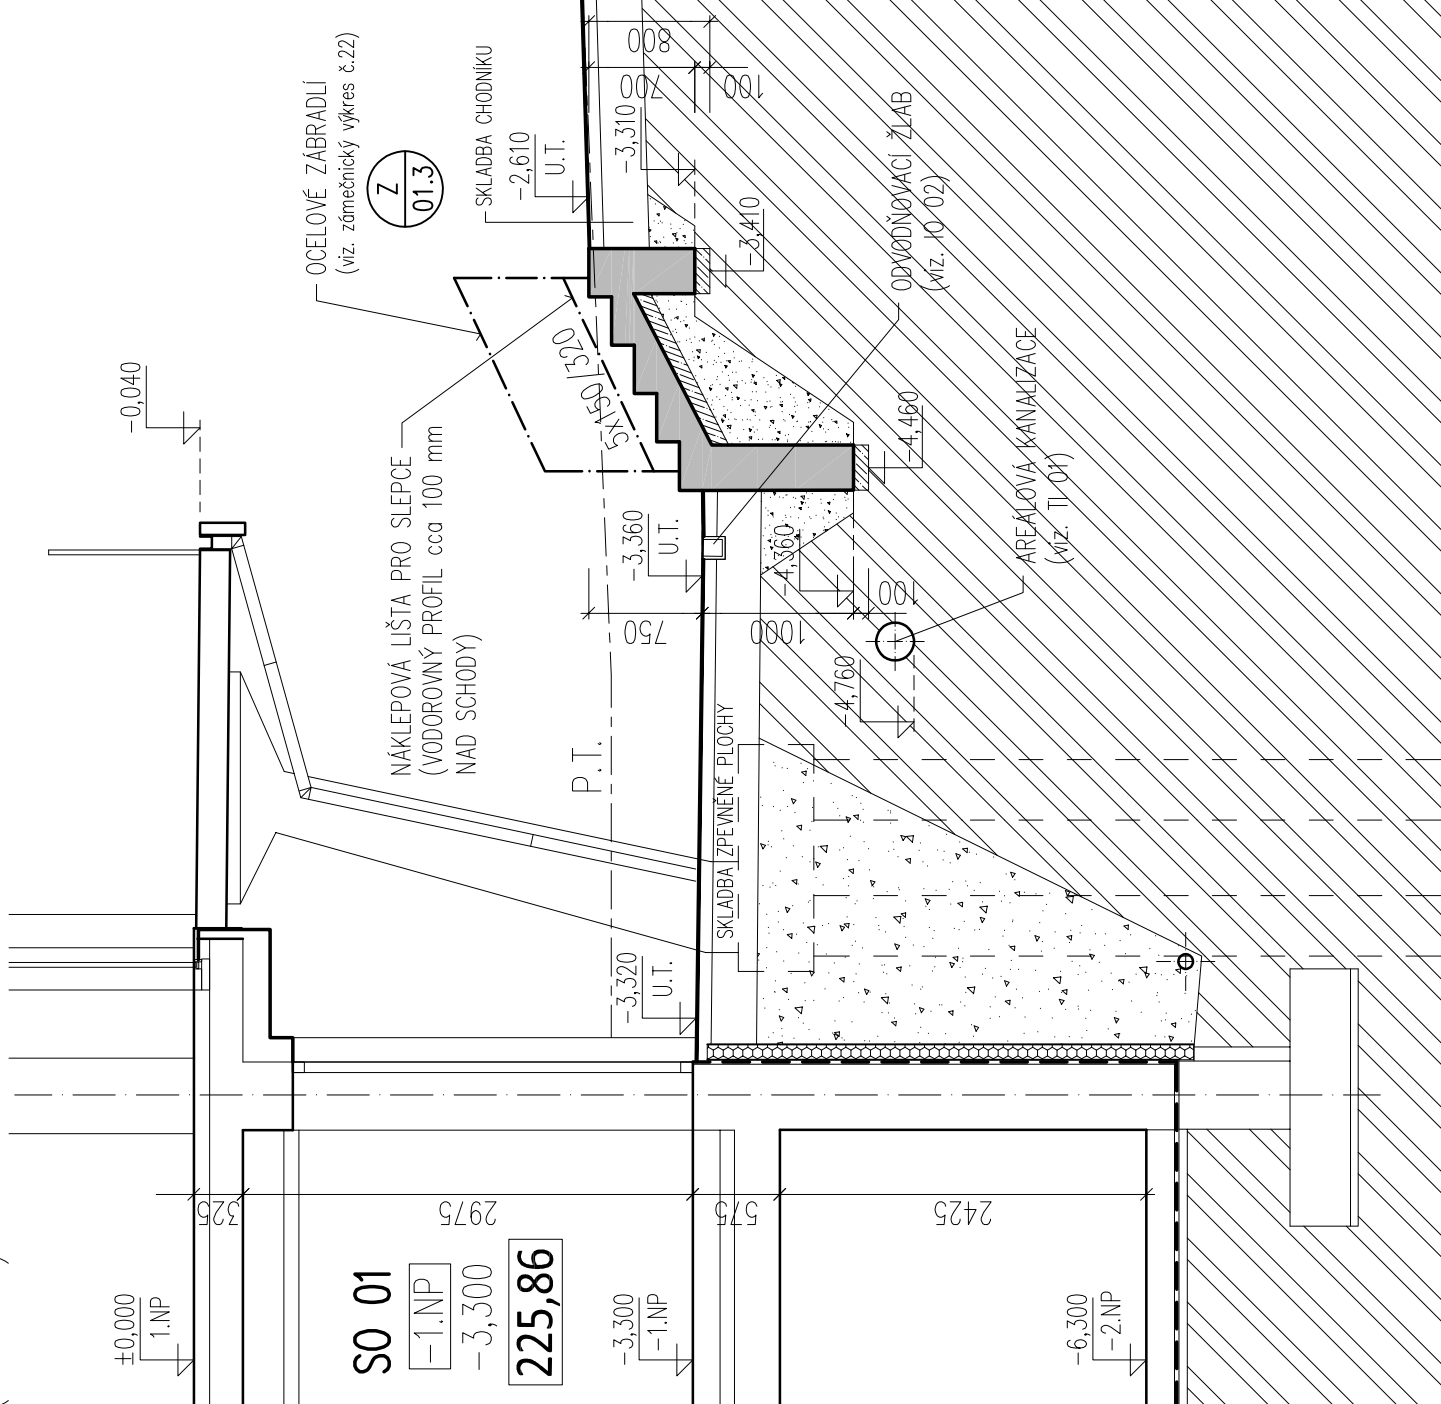 OCELOVÉ ZÁBRADLÍ
(viz. zámečnický výkres č.22)
Z
01.3
SKLADBA CHODNÍKU
-2,610
U.T.
-3,310
800
700
100
-3,410
ODVODŇOVACÍ ŽLAB
(viz. IO 02)
-0,040
NÁKLEPOVÁ LIŠTA PRO SLEPCE
(VODOROVNÝ PROFIL cca 100 mm
NAD SCHODY)
5x150/320
-4,460
AREÁLOVÁ KANALIZACE
(viz. TI 01)
-3,360
U.T.
-4,360
750
1000
100
-4,760
P.T.
SKLADBA ZPEVNĚNÉ PLOCHY
-3,320
U.T.
325
2975
575
2425
SO 01
-1.NP
-3,300
225,86
±0,000
1.NP
-3,300
-1.NP
-6,300
-2.NP